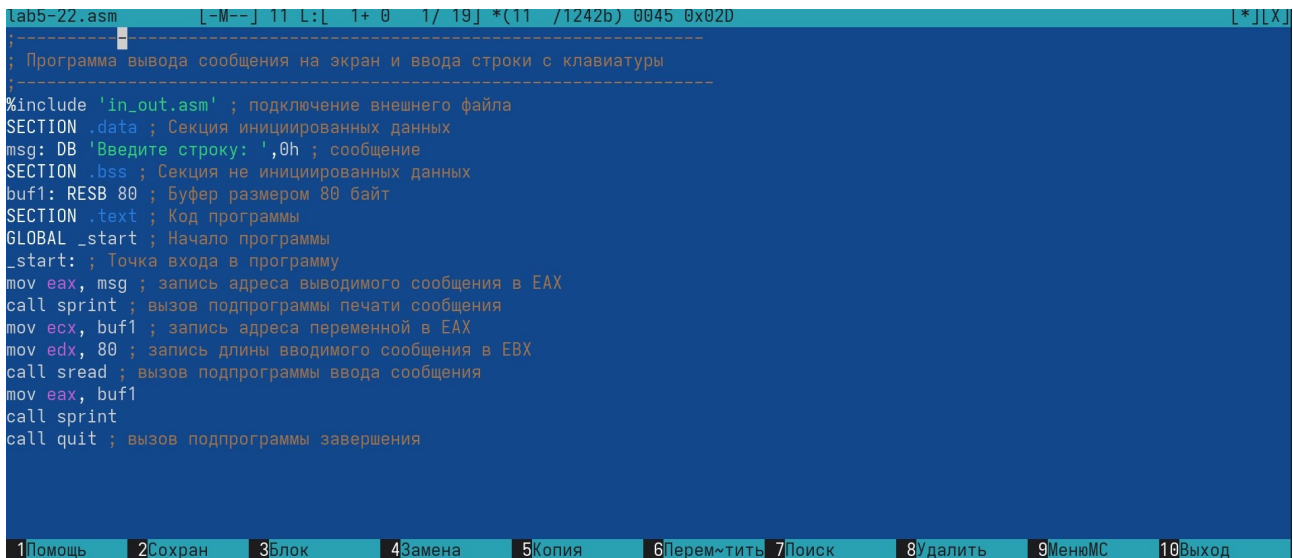 lab5-22.asm [-M--] 11 L:[ 1+ 0 1/ 19] *(11 /1242b) 0045 0x02D [*][X]
;--------------------------------------------------------------------
; Программа вывода сообщения на экран и ввода строки с клавиатуры
;---------------------------------------------------------------------
%include 'in_out.asm' ; подключение внешнего файла
SECTION .data ; Секция инициированных данных
msg: DB 'Введите строку: ',0h ; сообщение
SECTION .bss ; Секция не инициированных данных
buf1: RESB 80 ; Буфер размером 80 байт
SECTION .text ; Код программы
GLOBAL _start ; Начало программы
_start: ; Точка входа в программу
mov eax, msg ; запись адреса выводимого сообщения в EAX
call sprint ; вызов подпрограммы печати сообщения
mov ecx, buf1 ; запись адреса переменной в EAX
mov edx, 80 ; запись длины вводимого сообщения в EBX
call sread ; вызов подпрограммы ввода сообщения
mov eax, buf1
call sprint
call quit ; вызов подпрограммы завершения
1Помощь 2Сохран 3Блок 4Замена 5Копия 6Перем~тить 7Поиск 8Удалить 9МенюMC 10Выход